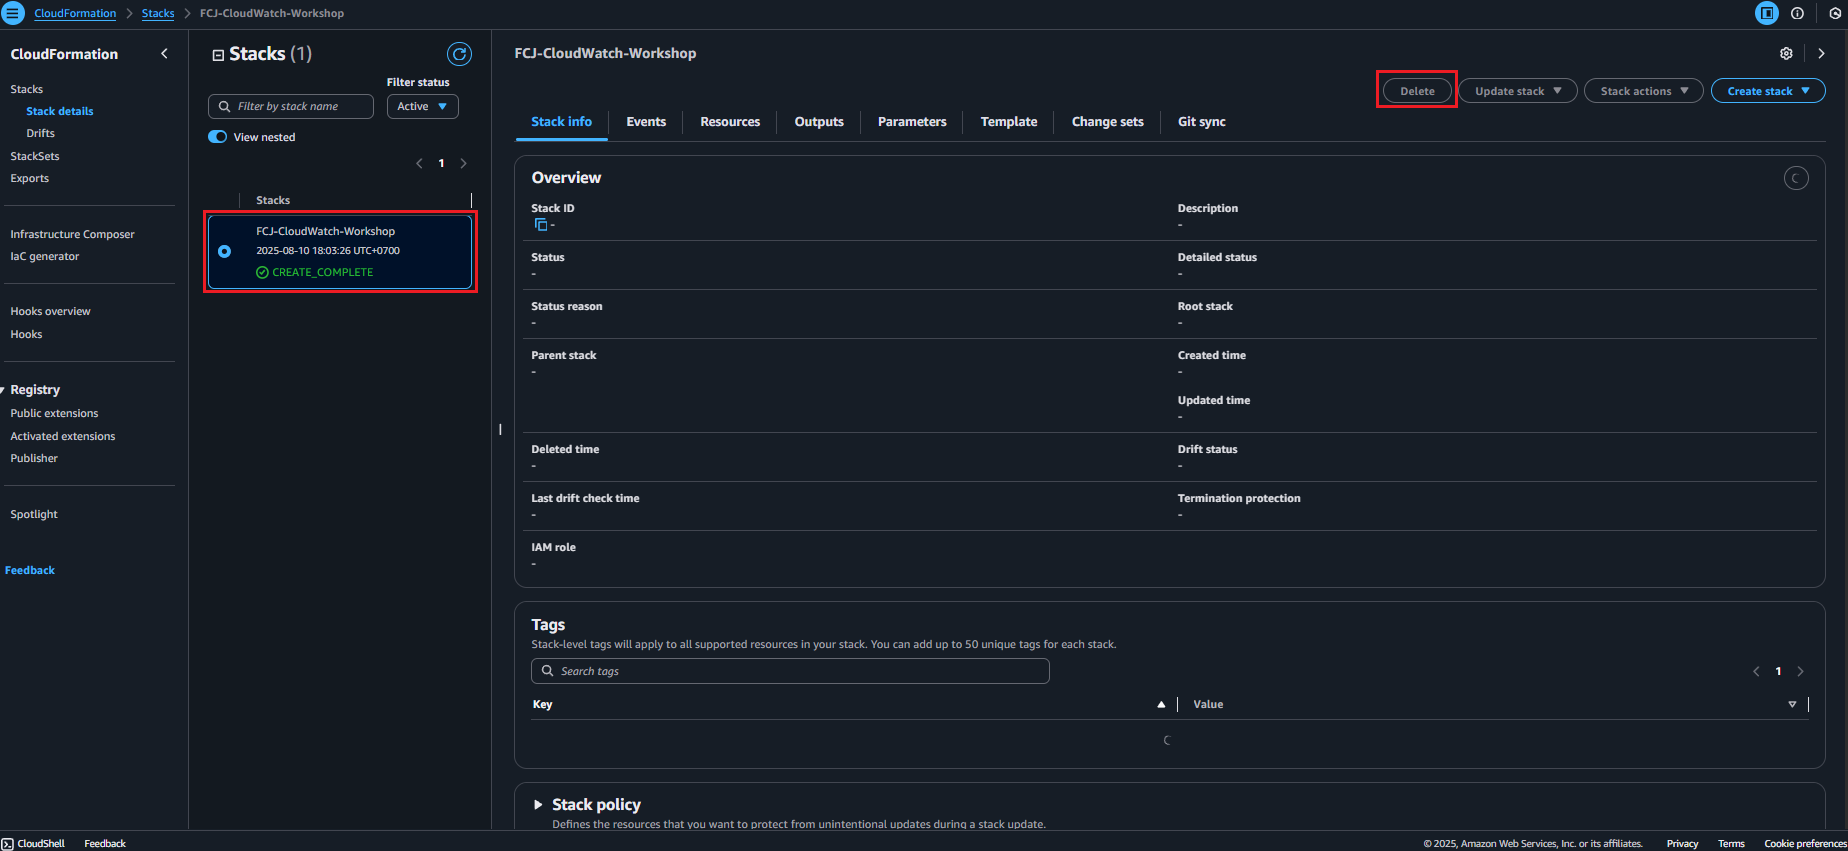 CloudFormation > Stacks > FCJ-CloudWatch-Workshop
CloudFormation
Stacks
Stack details
Drifts
StackSets
Exports
Infrastructure Composer
IaC generator
Hooks overview
Hooks
Registry
Public extensions
Activated extensions
Publisher
Spotlight
Feedback
Stacks (1)
Filter status
Filter by stack name
Active
View nested
1
Stacks
FCJ-CloudWatch-Workshop
2025-08-10 18:03:26 UTC+0700
CREATE_COMPLETE
FCJ-CloudWatch-Workshop
Delete
Update stack
Stack actions
Create stack
Stack info
Events
Resources
Outputs
Parameters
Template
Change sets
Git sync
Overview
Stack ID
-
Description
-
Status
-
Detailed status
-
Status reason
-
Root stack
-
Parent stack
-
Created time
-
Updated time
-
Deleted time
-
Drift status
-
Last drift check time
-
Termination protection
-
IAM role
-
Tags
Stack-level tags will apply to all supported resources in your stack. You can add up to 50 unique tags for each stack.
Search tags
1
Key
Value
Stack policy
Defines the resources that you want to protect from unintentional updates during a stack update.
CloudShell
Feedback
© 2025, Amazon Web Services, Inc. or its affiliates.
Privacy
Terms
Cookie preferences